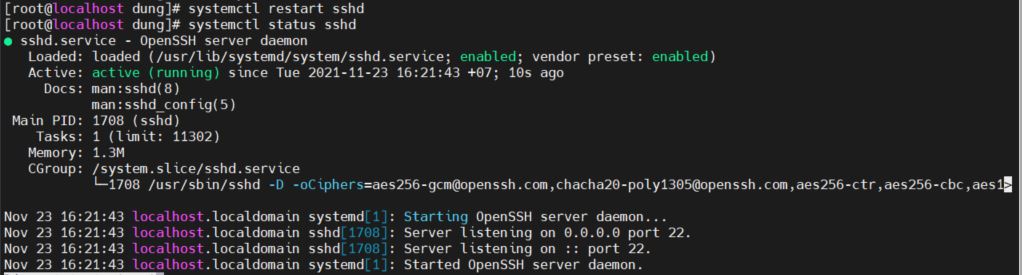 [root@localhost dung]# systemctl restart sshd
[root@localhost dung]# systemctl status sshd
● sshd.service - OpenSSH server daemon
   Loaded: loaded (/usr/lib/systemd/system/sshd.service; enabled; vendor preset: enabled)
   Active: active (running) since Tue 2021-11-23 16:21:43 +07; 10s ago
     Docs: man:sshd(8)
           man:sshd_config(5)
 Main PID: 1708 (sshd)
    Tasks: 1 (limit: 11302)
   Memory: 1.3M
   CGroup: /system.slice/sshd.service
           └─1708 /usr/sbin/sshd -D -oCiphers=aes256-gcm@openssh.com,chacha20-poly1305@openssh.com,aes256-ctr,aes256-cbc,aes1>
Nov 23 16:21:43 localhost.localdomain systemd[1]: Starting OpenSSH server daemon...
Nov 23 16:21:43 localhost.localdomain sshd[1708]: Server listening on 0.0.0.0 port 22.
Nov 23 16:21:43 localhost.localdomain sshd[1708]: Server listening on :: port 22.
Nov 23 16:21:43 localhost.localdomain systemd[1]: Started OpenSSH server daemon.